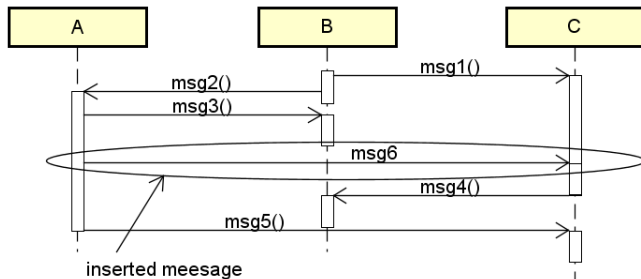 A
B
C
msg1()
msg2()
msg3()
msg6
msg4()
msg5()
inserted meesage